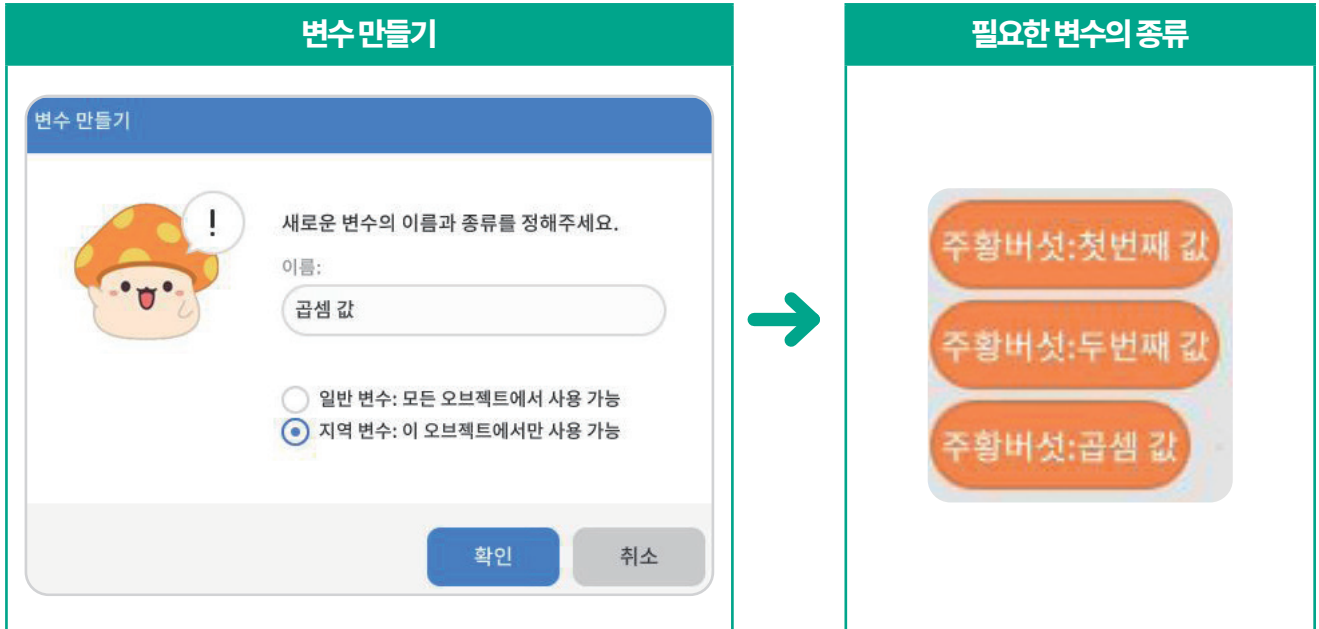 변수 만들기
변수 만들기
!
새로운 변수의 이름과 종류를 정해주세요.
이름:
곱셈 값
일반 변수: 모든 오브젝트에서 사용 가능
지역 변수: 이 오브젝트에서만 사용 가능
확인 취소
필요한 변수의 종류
주황버섯:첫번째 값
주황버섯:두번째 값
주황버섯:곱셈 값